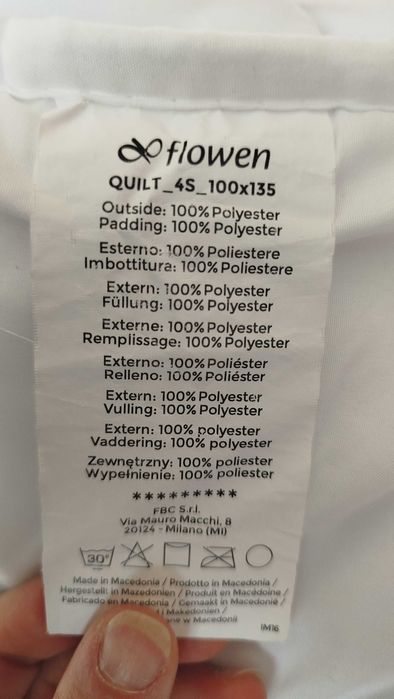 flowen
QUILT_4S_100x135
Outside: 100% Polyester
Padding: 100% Polyester
Esterno: 100% Poliestere
Imbottitura: 100% Poliestere
Extern: 100% Polyester
Füllung: 100% Polyester
Externe: 100% Polyester
Remplissage: 100% Polyester
Externo: 100% Poliéster
Relleno: 100% Poliéster
Extern: 100% Polyester
Vulling: 100% Polyester
Extern: 100% polyester
Vaddering: 100% polyester
Zewnętrzny: 100% poliester
Wypełnienie: 100% poliester
*********
FBC S.r.l.
Via Mauro Macchi, 8
20124 - Milano (MI)
30°
Made in Macedonia / Prodotto in Macedonia /
Hergestellt in Mazedonien / Produit en Macédoine /
Fabricado en Macedonia / Gemaakt in Macedonië /
i Makedonien /
w Macedonii
IM16